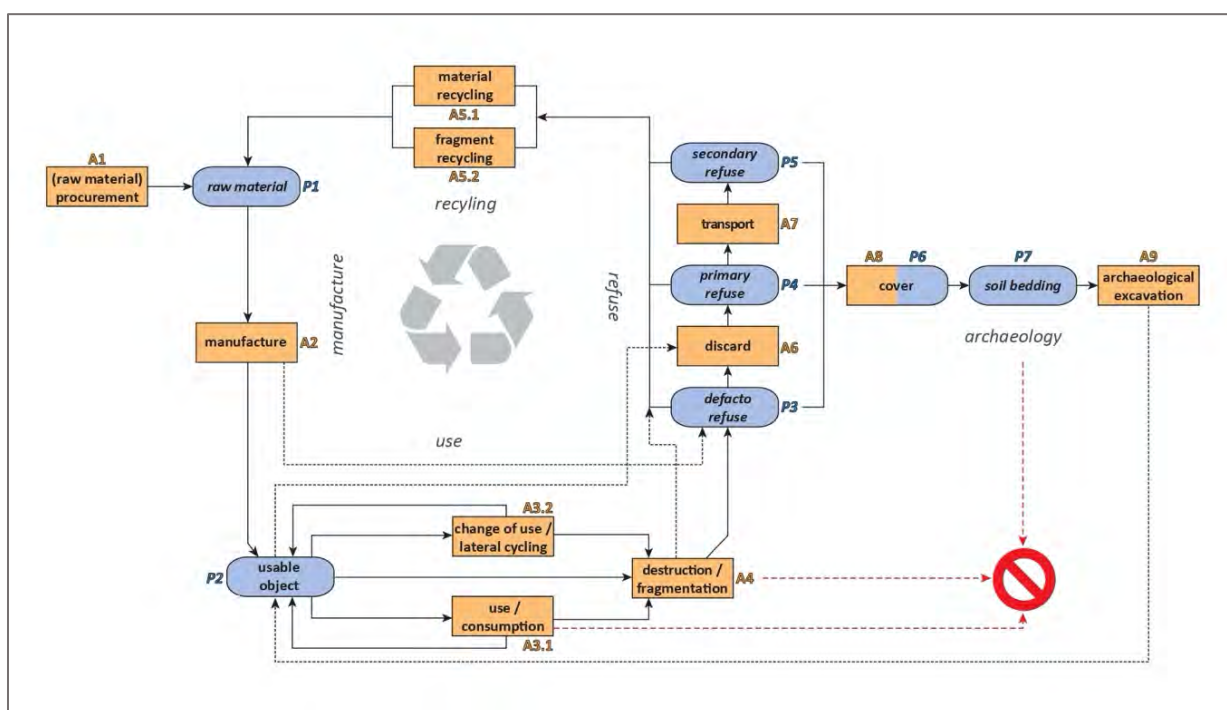 material
recycling
A5.1
fragment
recycling
A5.2
recyling
A1
(raw material)
procurement
raw material
P1
manufacture
refuse
secondary
refuse
P5
transport
A7
primary
refuse
P4
A8
P6
cover
P7
soil bedding
A9
archaeological
excavation
archaeology
manufacture
A2
discard
A6
defacto
refuse
P3
use
A3.2
change of use /
lateral cycling
P2
usable
object
destruction /
fragmentation
A4
use /
consumption
A3.1